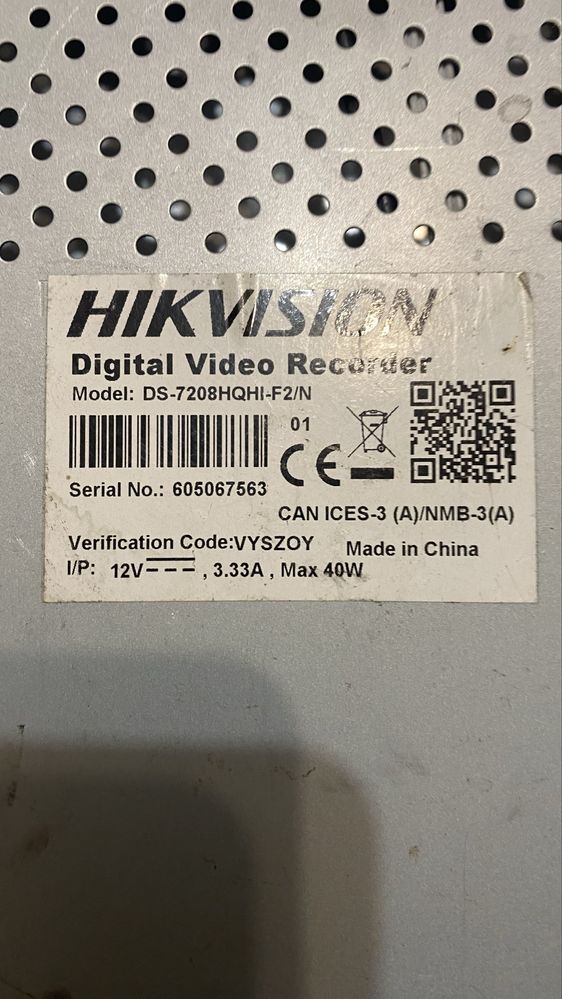 HIKVISION
Digital Video Recorder
Model: DS-7208HQHI-F2/N
01
CE
Serial No.: 605067563
CAN ICES-3 (A)/NMB-3(A)
Verification Code:VYSZOY Made in China
I/P: 12V⎓ , 3.33A , Max 40W